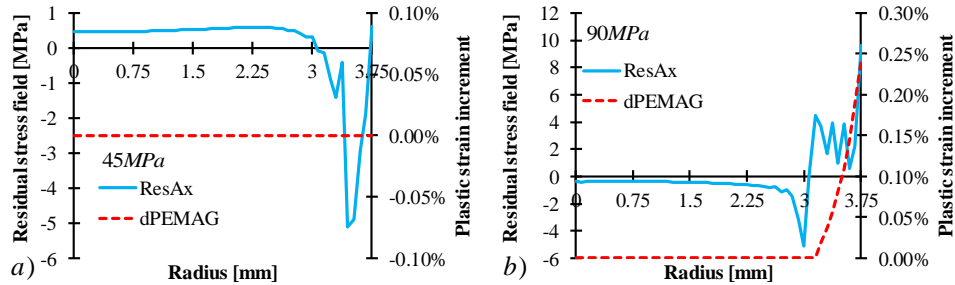 Residual stress field [MPa]
1
0
-1
-2
-3
-4
-5
-6
0 0.75 1.5 2.25 3 3.75
0.10%
0.05%
0.00%
-0.05%
-0.10%
Plastic strain increment
45MPa
ResAx
dPEMAG
a) Radius [mm]
Residual stress field [MPa]
12
10
8
6
4
2
0
-2
-4
-6
0 0.75 1.5 2.25 3 3.75
0.30%
0.25%
0.20%
0.15%
0.10%
0.05%
0.00%
Plastic strain increment
90MPa
ResAx
dPEMAG
b) Radius [mm]